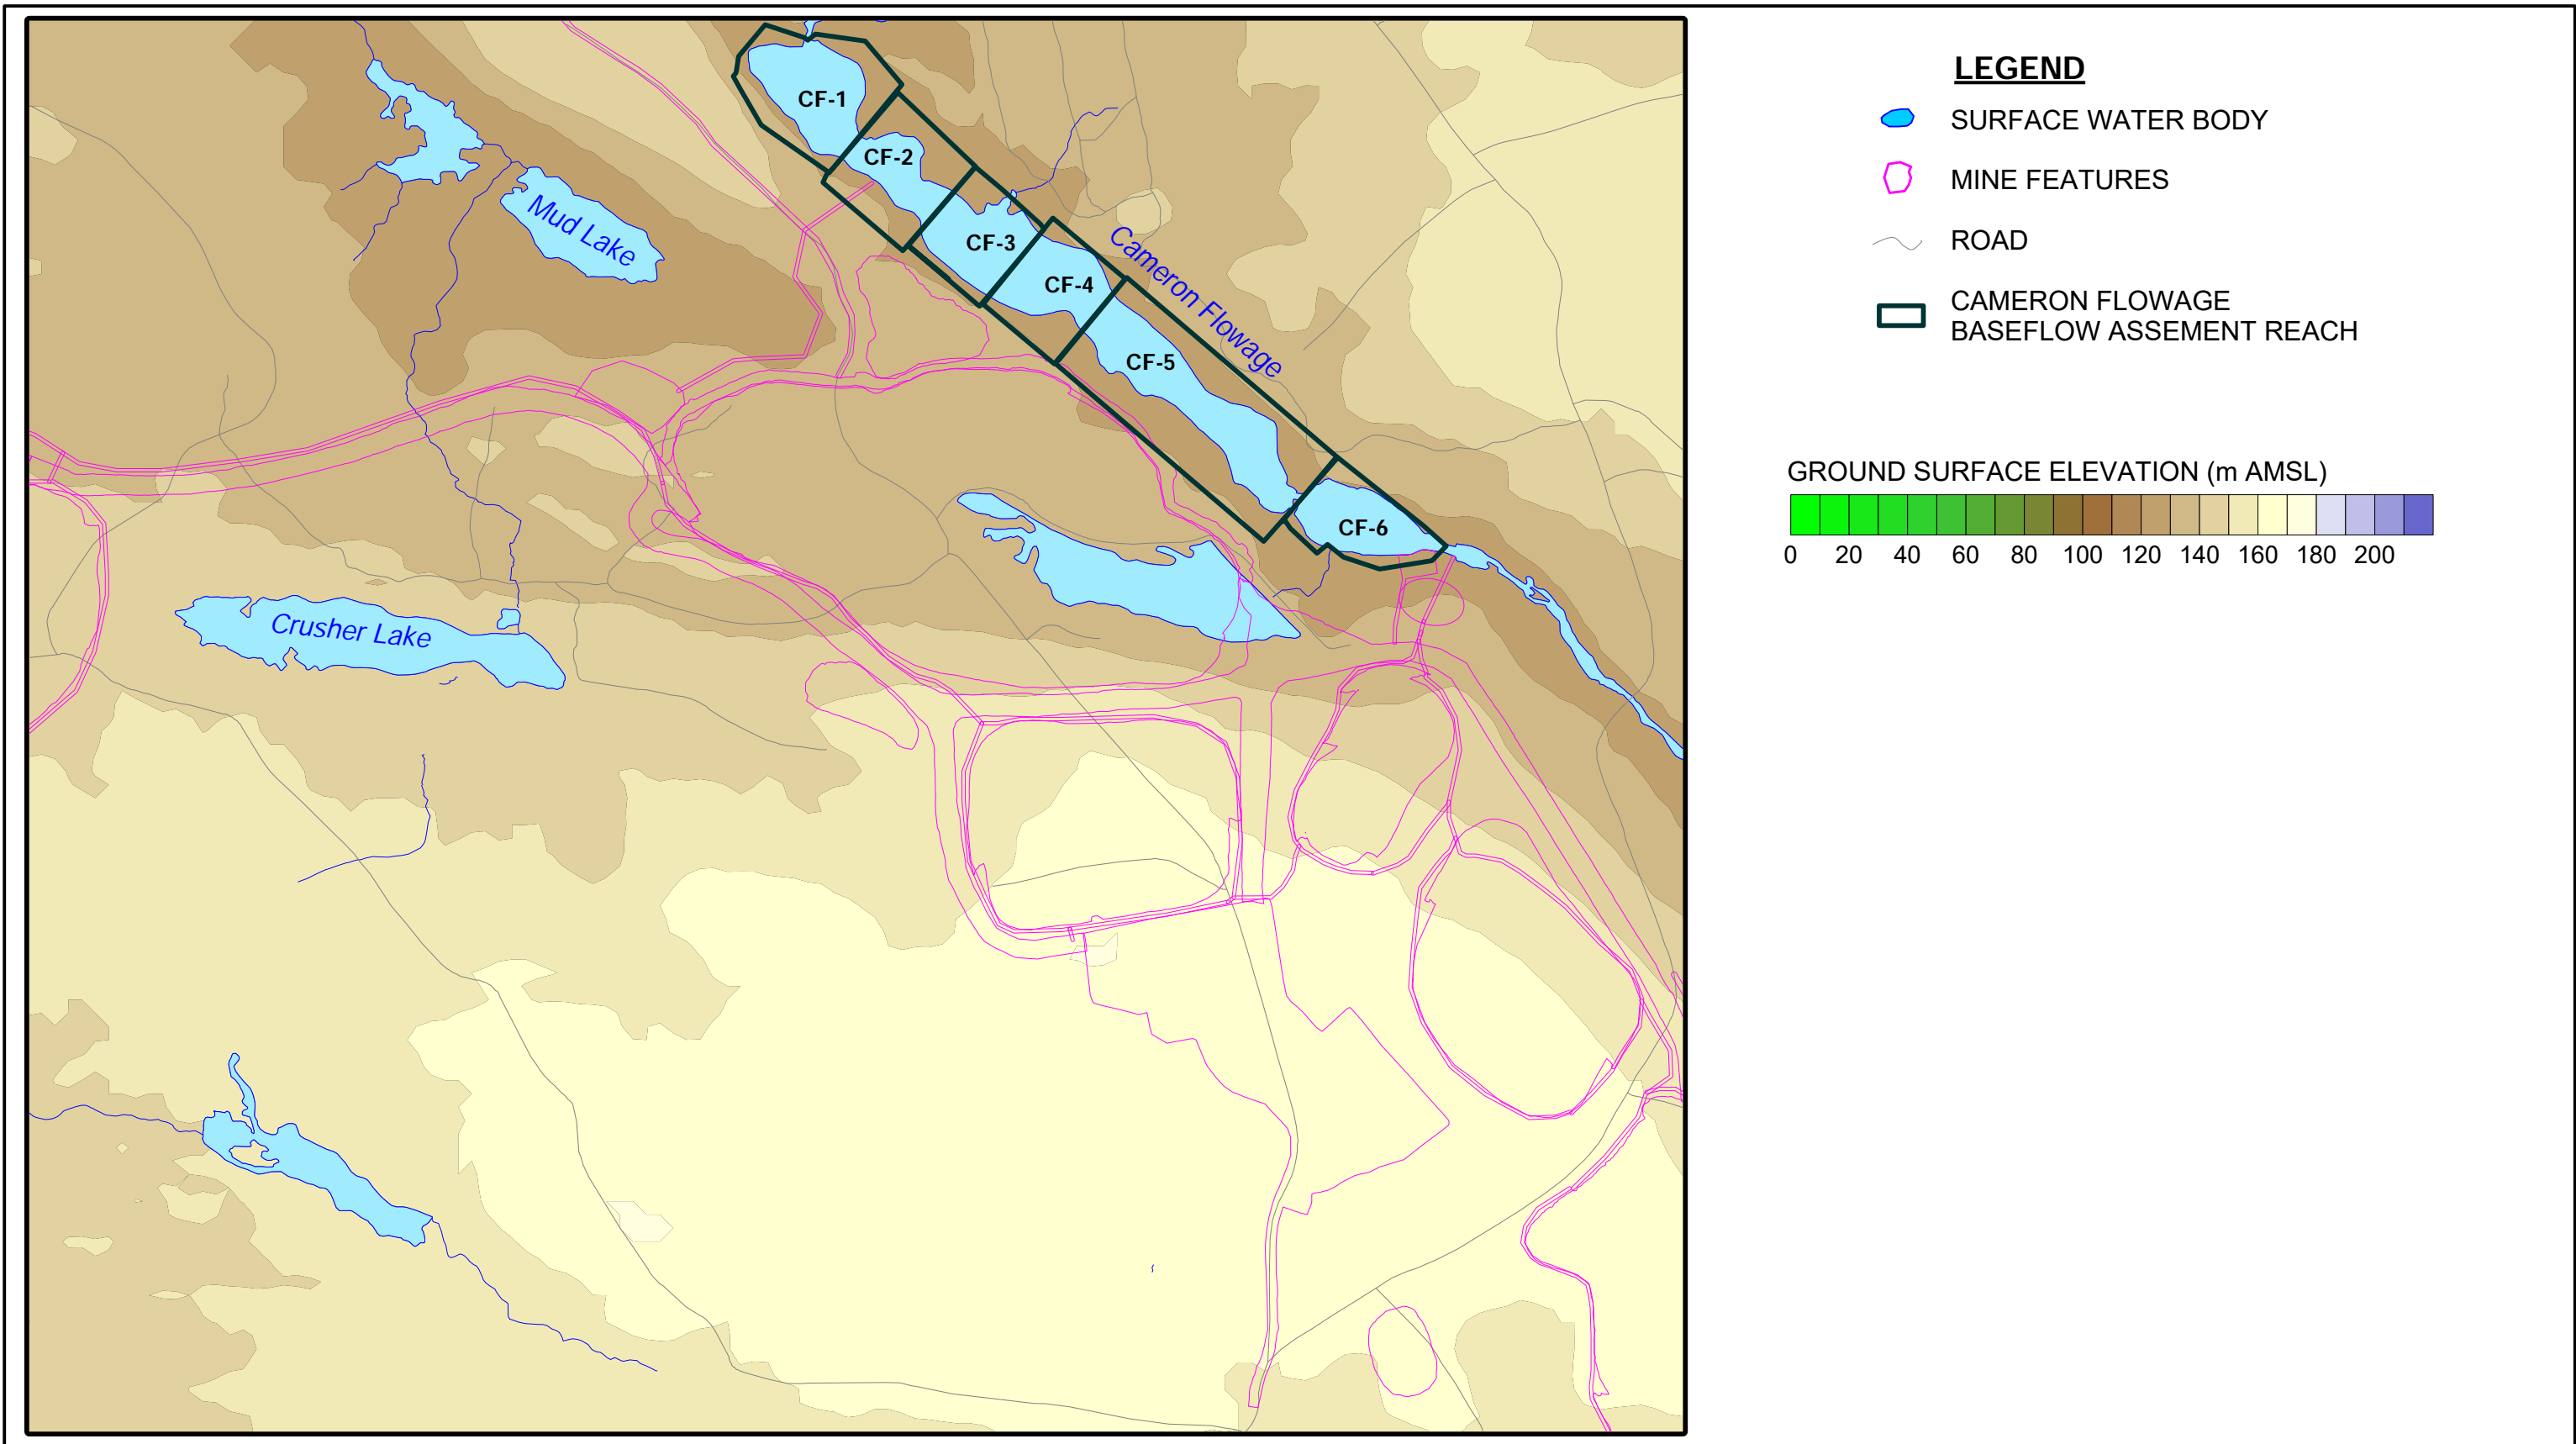 CF-1
CF-2
Mud Lake
CF-3
Cameron Flowage
CF-4
CF-5
CF-6
Crusher Lake
LEGEND
SURFACE WATER BODY
MINE FEATURES
ROAD
CAMERON FLOWAGE
BASEFLOW ASSEMENT REACH
GROUND SURFACE ELEVATION (m AMSL)
0 20 40 60 80 100 120 140 160 180 200